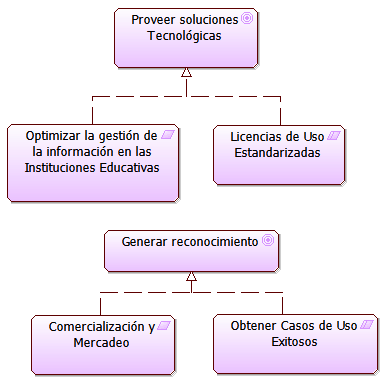 Proveer soluciones
Tecnológicas
Optimizar la gestión de
la información en las
Instituciones Educativas
Licencias de Uso
Estandarizadas
Generar reconocimiento
Comercialización y
Mercadeo
Obtener Casos de Uso
Exitosos